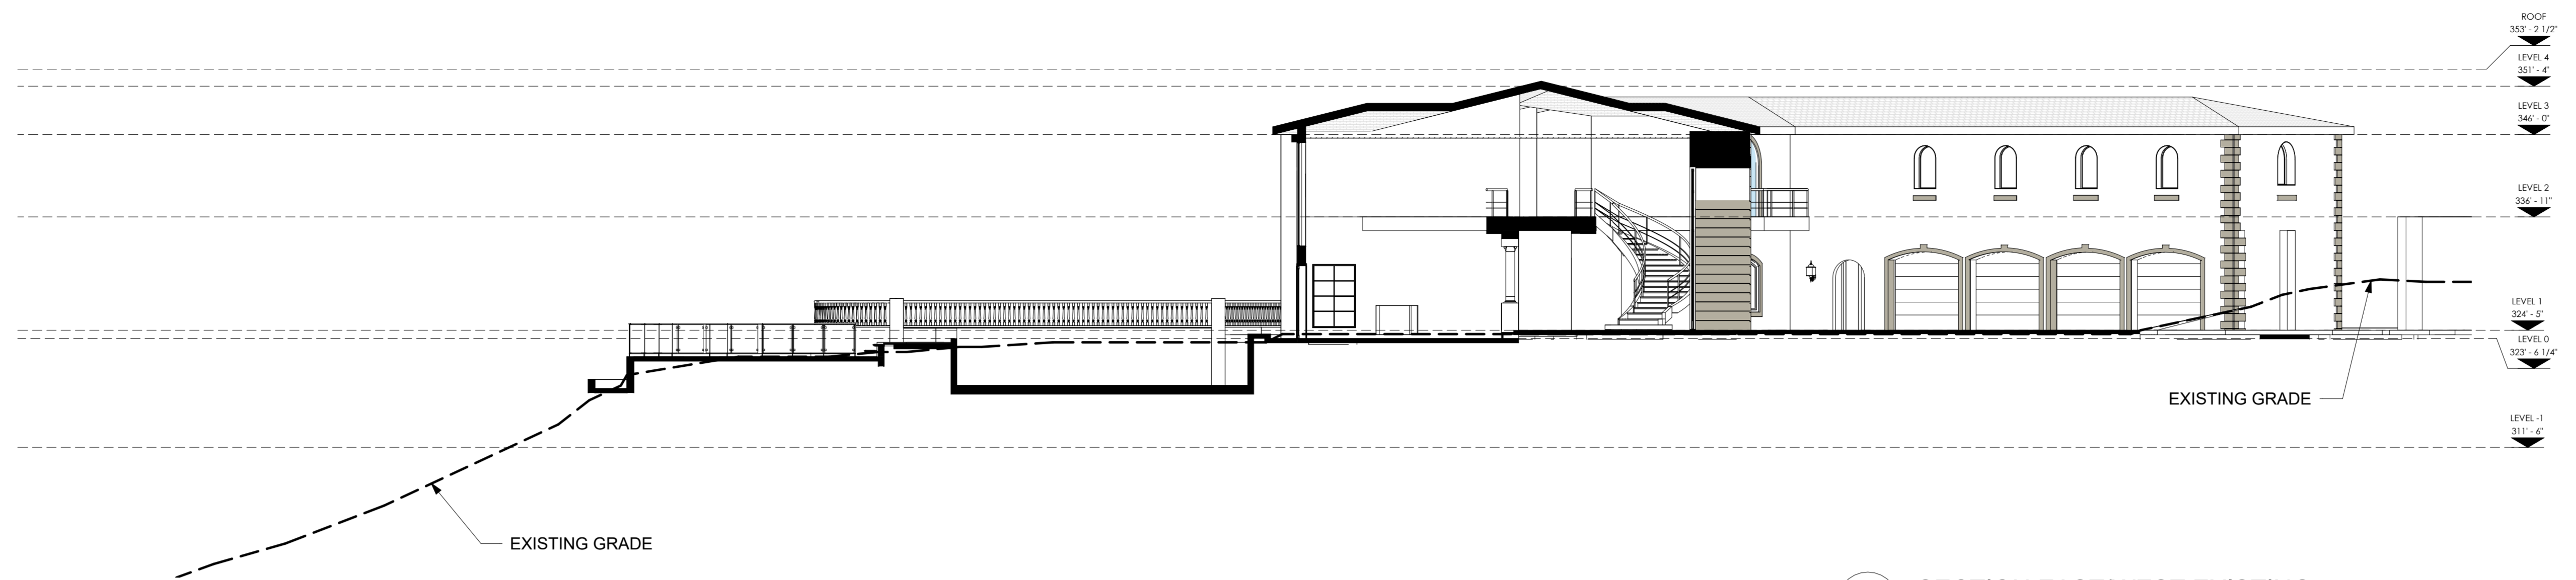 ROOF
353' - 2 1/2"
LEVEL 4
351' - 4"
LEVEL 3
346' - 0"
LEVEL 2
336' - 11"
LEVEL 1
324' - 5"
LEVEL 0
323' - 6 1/4"
EXISTING GRADE
LEVEL -1
311' - 6"
EXISTING GRADE